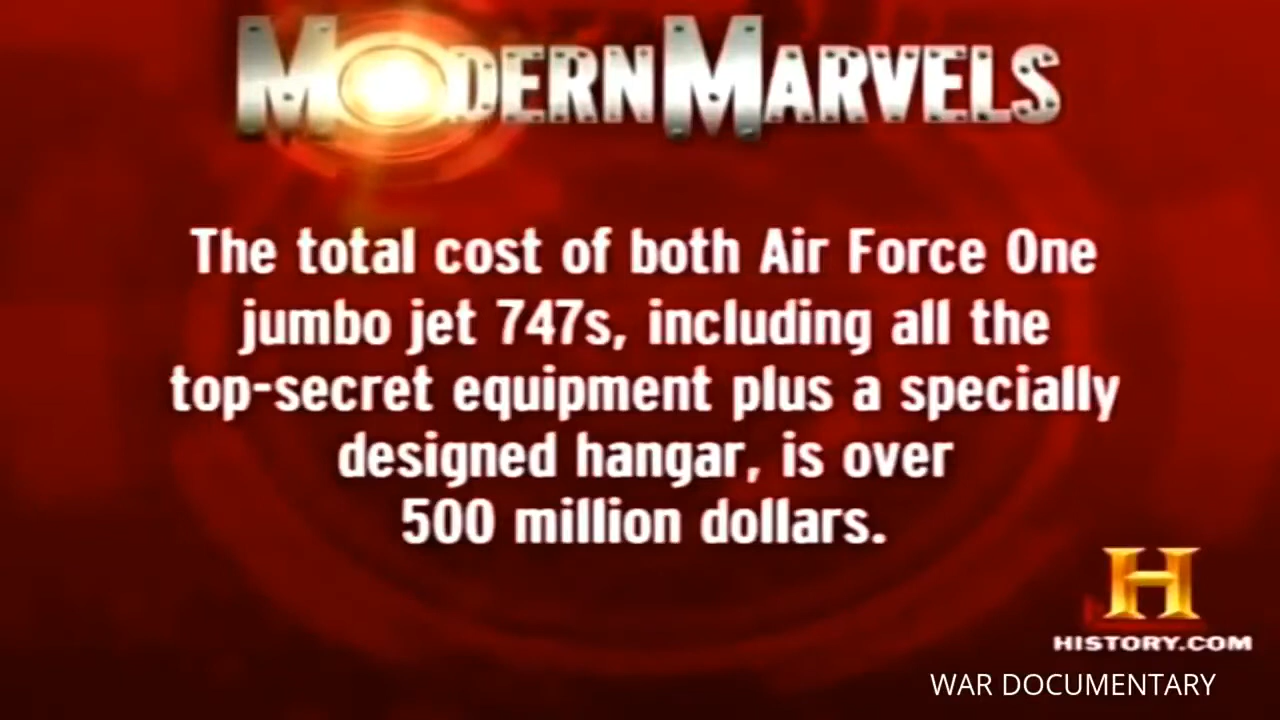 MODERN MARVELS
The total cost of both Air Force One
jumbo jet 747s, including all the
top-secret equipment plus a specially
designed hangar, is over
500 million dollars.
H
HISTORY.COM
WAR DOCUMENTARY